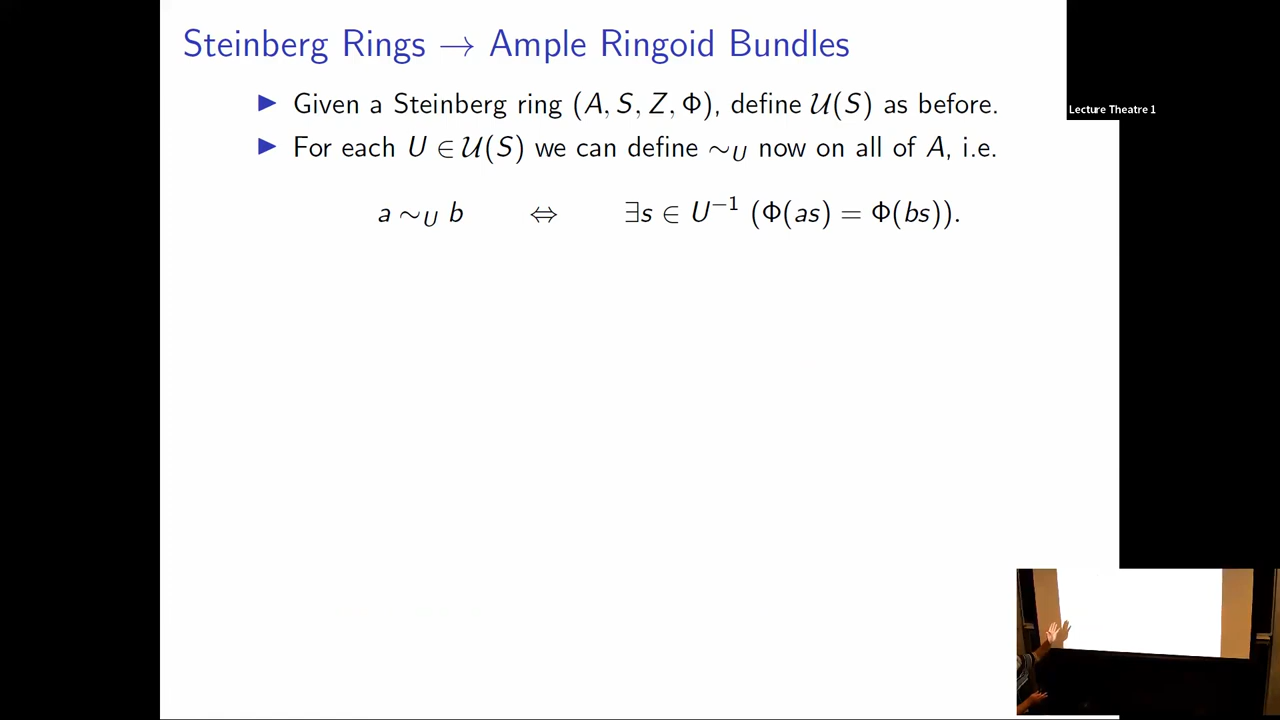 Steinberg Rings → Ample Ringoid Bundles
▶ Given a Steinberg ring (A, S, Z, Φ), define 𝒰(S) as before.
▶ For each U ∈ 𝒰(S) we can define ∼_U now on all of A, i.e.
a ∼_U b ⇔ ∃s ∈ U⁻¹ (Φ(as) = Φ(bs)).
Lecture Theatre 1